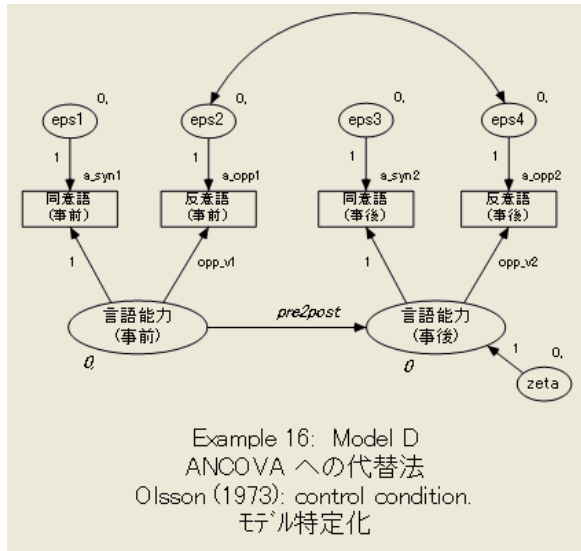 0,
0,
0,
0,
eps1
eps2
eps3
eps4
1
1
1
1
a_syn1
a_opp1
a_syn2
a_opp2
同意語
(事前)
反意語
(事前)
同意語
(事後)
反意語
(事後)
1
opp_v1
1
opp_v2
言語能力
(事前)
pre2post
言語能力
(事後)
0,
0
1
0,
zeta
Example 16: Model D
ANCOVA への代替法
Olsson (1973): control condition.
モデル特定化